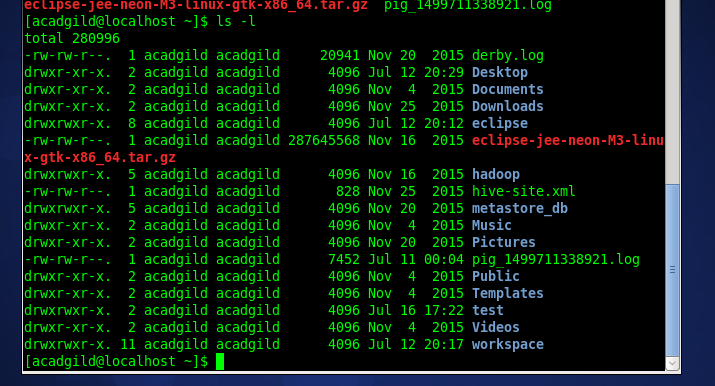 eclipse-jee-neon-M3-linux-gtk-x86_64.tar.gz  pig_1499711338921.log
[acadgild@localhost ~]$ ls -l
total 280996
-rw-rw-r--.  1 acadgild acadgild     20941 Nov 20  2015 derby.log
drwxr-xr-x.  2 acadgild acadgild      4096 Jul 12 20:29 Desktop
drwxr-xr-x.  2 acadgild acadgild      4096 Nov  4  2015 Documents
drwxr-xr-x.  2 acadgild acadgild      4096 Nov 25  2015 Downloads
drwxrwxr-x.  8 acadgild acadgild      4096 Jul 12 20:12 eclipse
-rw-rw-r--.  1 acadgild acadgild 287645568 Nov 16  2015 eclipse-jee-neon-M3-linu
x-gtk-x86_64.tar.gz
drwxrwxr-x.  5 acadgild acadgild      4096 Nov 16  2015 hadoop
-rw-rw-r--.  1 acadgild acadgild       828 Nov 25  2015 hive-site.xml
drwxrwxr-x.  5 acadgild acadgild      4096 Nov 20  2015 metastore_db
drwxr-xr-x.  2 acadgild acadgild      4096 Nov  4  2015 Music
drwxr-xr-x.  2 acadgild acadgild      4096 Nov 20  2015 Pictures
-rw-rw-r--.  1 acadgild acadgild      7452 Jul 11 00:04 pig_1499711338921.log
drwxr-xr-x.  2 acadgild acadgild      4096 Nov  4  2015 Public
drwxr-xr-x.  2 acadgild acadgild      4096 Nov  4  2015 Templates
drwxrwxr-x.  2 acadgild acadgild      4096 Jul 16 17:22 test
drwxr-xr-x.  2 acadgild acadgild      4096 Nov  4  2015 Videos
drwxrwxr-x. 11 acadgild acadgild      4096 Jul 12 20:17 workspace
[acadgild@localhost ~]$